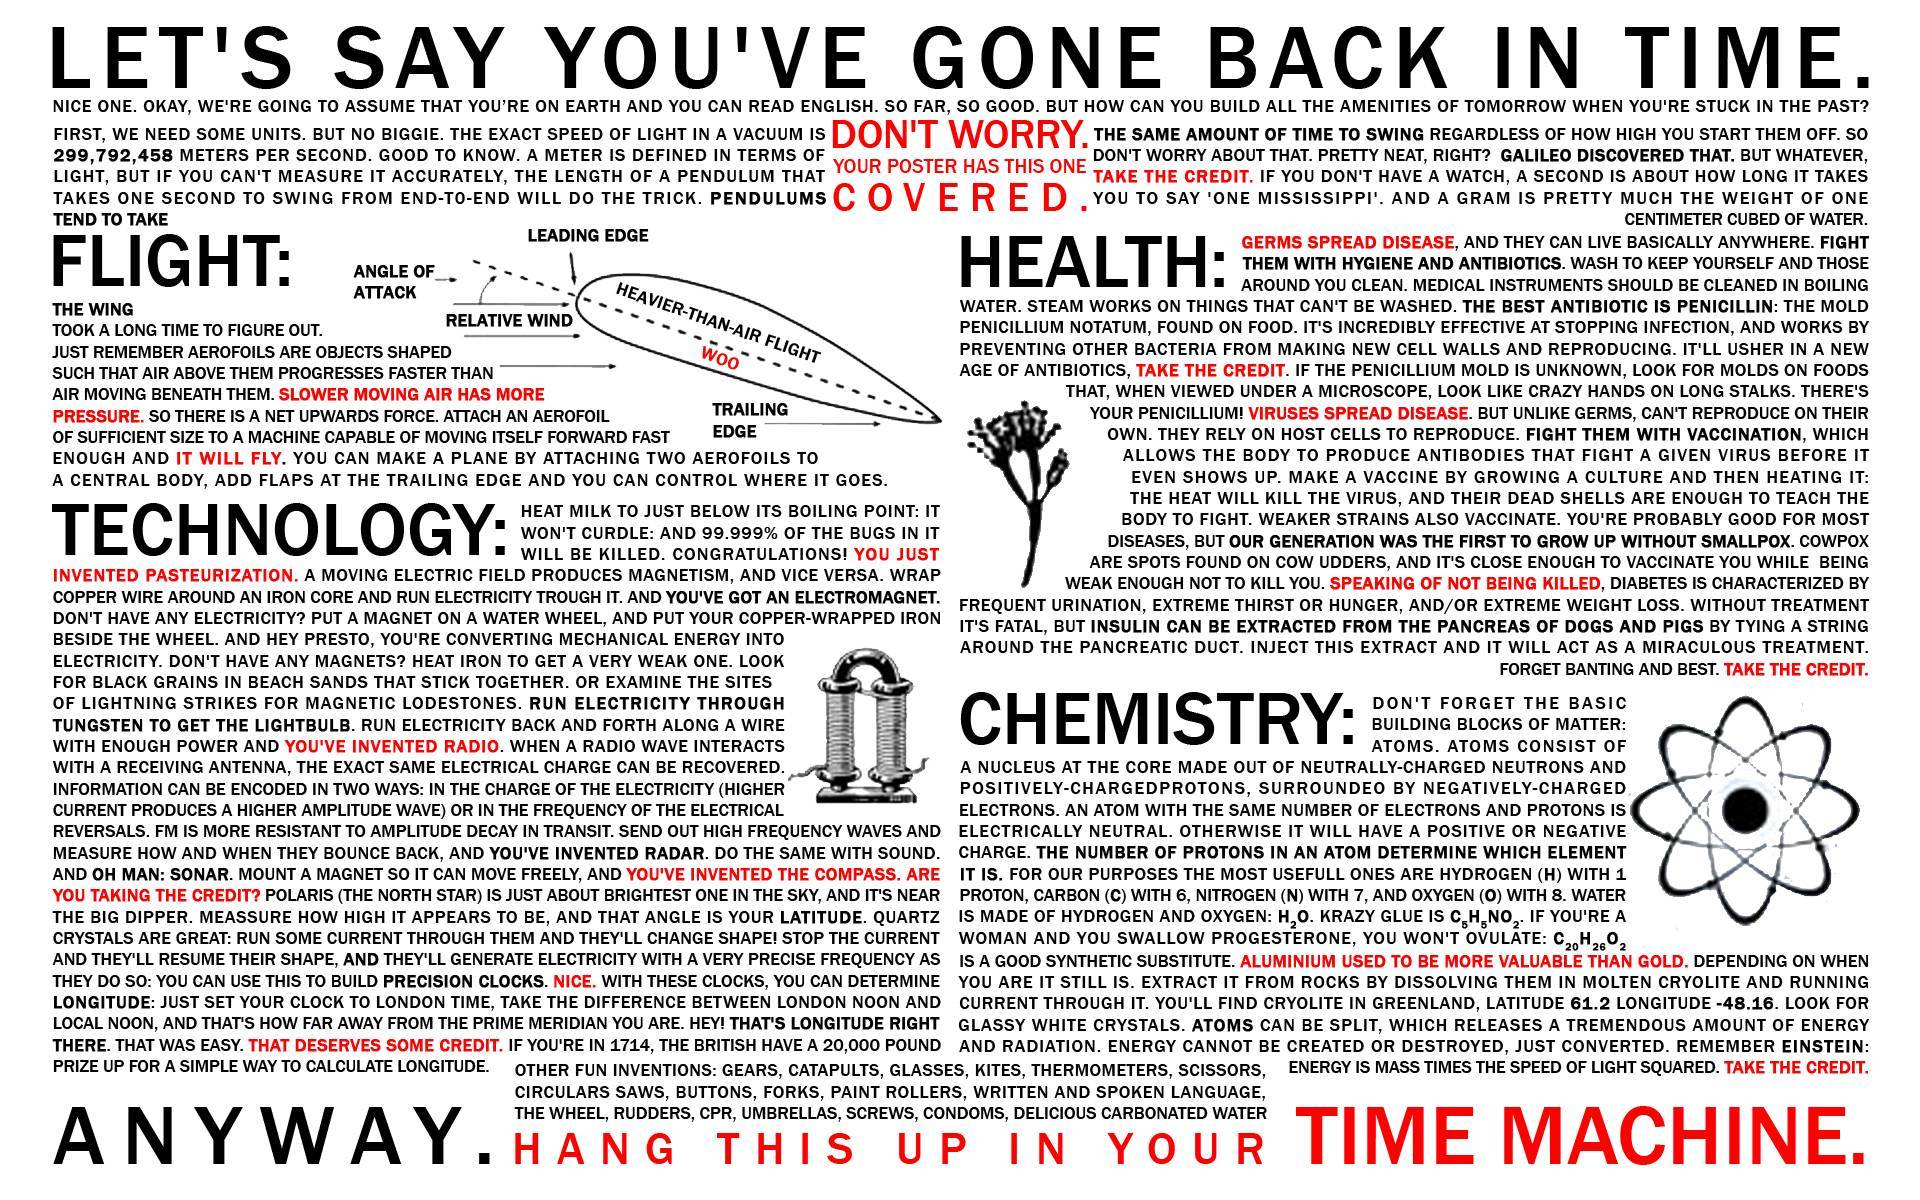 LET'S SAY YOU'VE GONE BACK IN TIME.
NICE ONE. OKAY, WE'RE GOING TO ASSUME THAT YOU'RE ON EARTH AND YOU CAN READ ENGLISH. SO FAR, SO GOOD. BUT HOW CAN YOU BUILD ALL THE AMENITIES OF TOMORROW WHEN YOU'RE STUCK IN THE PAST?
FIRST, WE NEED SOME UNITS. BUT NO BIGGIE. THE EXACT SPEED OF LIGHT IN A VACUUM IS
299,792,458 METERS PER SECOND. GOOD TO KNOW. A METER IS DEFINED IN TERMS OF
LIGHT, BUT IF YOU CAN'T MEASURE IT ACCURATELY, THE LENGTH OF A PENDULUM THAT
TAKES ONE SECOND TO SWING FROM END-TO-END WILL DO THE TRICK. PENDULUMS
TEND TO TAKE
DON'T WORRY.
YOUR POSTER HAS THIS ONE
COVERED.
THE SAME AMOUNT OF TIME TO SWING REGARDLESS OF HOW HIGH YOU START THEM OFF. SO
DON'T WORRY ABOUT THAT. PRETTY NEAT, RIGHT? GALILEO DISCOVERED THAT. BUT WHATEVER,
TAKE THE CREDIT. IF YOU DON'T HAVE A WATCH, A SECOND IS ABOUT HOW LONG IT TAKES
YOU TO SAY 'ONE MISSISSIPPI'. AND A GRAM IS PRETTY MUCH THE WEIGHT OF ONE
CENTIMETER CUBED OF WATER.
FLIGHT:
LEADING EDGE
ANGLE OF
ATTACK
RELATIVE WIND
HEAVIER-THAN-AIR FLIGHT
WOO
TRAILING
EDGE
THE WING
TOOK A LONG TIME TO FIGURE OUT.
JUST REMEMBER AEROFOILS ARE OBJECTS SHAPED
SUCH THAT AIR ABOVE THEM PROGRESSES FASTER THAN
AIR MOVING BENEATH THEM. SLOWER MOVING AIR HAS MORE
PRESSURE. SO THERE IS A NET UPWARDS FORCE. ATTACH AN AEROFOIL
OF SUFFICIENT SIZE TO A MACHINE CAPABLE OF MOVING ITSELF FORWARD FAST
ENOUGH AND IT WILL FLY. YOU CAN MAKE A PLANE BY ATTACHING TWO AEROFOILS TO
A CENTRAL BODY, ADD FLAPS AT THE TRAILING EDGE AND YOU CAN CONTROL WHERE IT GOES.
TECHNOLOGY:
HEAT MILK TO JUST BELOW ITS BOILING POINT: IT
WON'T CURDLE: AND 99.999% OF THE BUGS IN IT
WILL BE KILLED. CONGRATULATIONS! YOU JUST
INVENTED PASTEURIZATION. A MOVING ELECTRIC FIELD PRODUCES MAGNETISM, AND VICE VERSA. WRAP
COPPER WIRE AROUND AN IRON CORE AND RUN ELECTRICITY TROUGH IT. AND YOU'VE GOT AN ELECTROMAGNET.
DON'T HAVE ANY ELECTRICITY? PUT A MAGNET ON A WATER WHEEL, AND PUT YOUR COPPER-WRAPPED IRON
BESIDE THE WHEEL. AND HEY PRESTO, YOU'RE CONVERTING MECHANICAL ENERGY INTO
ELECTRICITY. DON'T HAVE ANY MAGNETS? HEAT IRON TO GET A VERY WEAK ONE. LOOK
FOR BLACK GRAINS IN BEACH SANDS THAT STICK TOGETHER. OR EXAMINE THE SITES
OF LIGHTNING STRIKES FOR MAGNETIC LODESTONES. RUN ELECTRICITY THROUGH
TUNGSTEN TO GET THE LIGHTBULB. RUN ELECTRICITY BACK AND FORTH ALONG A WIRE
WITH ENOUGH POWER AND YOU'VE INVENTED RADIO. WHEN A RADIO WAVE INTERACTS
WITH A RECEIVING ANTENNA, THE EXACT SAME ELECTRICAL CHARGE CAN BE RECOVERED.
INFORMATION CAN BE ENCODED IN TWO WAYS: IN THE CHARGE OF THE ELECTRICITY (HIGHER
CURRENT PRODUCES A HIGHER AMPLITUDE WAVE) OR IN THE FREQUENCY OF THE ELECTRICAL
REVERSALS. FM IS MORE RESISTANT TO AMPLITUDE DECAY IN TRANSIT. SEND OUT HIGH FREQUENCY WAVES AND
MEASURE HOW AND WHEN THEY BOUNCE BACK, AND YOU'VE INVENTED RADAR. DO THE SAME WITH SOUND.
AND OH MAN: SONAR. MOUNT A MAGNET SO IT CAN MOVE FREELY, AND YOU'VE INVENTED THE COMPASS. ARE
YOU TAKING THE CREDIT? POLARIS (THE NORTH STAR) IS JUST ABOUT BRIGHTEST ONE IN THE SKY, AND IT'S NEAR
THE BIG DIPPER. MEASSURE HOW HIGH IT APPEARS TO BE, AND THAT ANGLE IS YOUR LATITUDE. QUARTZ
CRYSTALS ARE GREAT: RUN SOME CURRENT THROUGH THEM AND THEY'LL CHANGE SHAPE! STOP THE CURRENT
AND THEY'LL RESUME THEIR SHAPE, AND THEY'LL GENERATE ELECTRICITY WITH A VERY PRECISE FREQUENCY AS
THEY DO SO: YOU CAN USE THIS TO BUILD PRECISION CLOCKS. NICE. WITH THESE CLOCKS, YOU CAN DETERMINE
LONGITUDE: JUST SET YOUR CLOCK TO LONDON TIME, TAKE THE DIFFERENCE BETWEEN LONDON NOON AND
LOCAL NOON, AND THAT'S HOW FAR AWAY FROM THE PRIME MERIDIAN YOU ARE. HEY! THAT'S LONGITUDE RIGHT
THERE. THAT WAS EASY. THAT DESERVES SOME CREDIT. IF YOU'RE IN 1714, THE BRITISH HAVE A 20,000 POUND
PRIZE UP FOR A SIMPLE WAY TO CALCULATE LONGITUDE.
HEALTH:
GERMS SPREAD DISEASE, AND THEY CAN LIVE BASICALLY ANYWHERE. FIGHT
THEM WITH HYGIENE AND ANTIBIOTICS. WASH TO KEEP YOURSELF AND THOSE
AROUND YOU CLEAN. MEDICAL INSTRUMENTS SHOULD BE CLEANED IN BOILING
WATER. STEAM WORKS ON THINGS THAT CAN'T BE WASHED. THE BEST ANTIBIOTIC IS PENICILLIN: THE MOLD
PENICILLIUM NOTATUM, FOUND ON FOOD. IT'S INCREDIBLY EFFECTIVE AT STOPPING INFECTION, AND WORKS BY
PREVENTING OTHER BACTERIA FROM MAKING NEW CELL WALLS AND REPRODUCING. IT'LL USHER IN A NEW
AGE OF ANTIBIOTICS, TAKE THE CREDIT. IF THE PENICILLIUM MOLD IS UNKNOWN, LOOK FOR MOLDS ON FOODS
THAT, WHEN VIEWED UNDER A MICROSCOPE, LOOK LIKE CRAZY HANDS ON LONG STALKS. THERE'S
YOUR PENICILLIUM! VIRUSES SPREAD DISEASE. BUT UNLIKE GERMS, CAN'T REPRODUCE ON THEIR
OWN. THEY RELY ON HOST CELLS TO REPRODUCE. FIGHT THEM WITH VACCINATION, WHICH
ALLOWS THE BODY TO PRODUCE ANTIBODIES THAT FIGHT A GIVEN VIRUS BEFORE IT
EVEN SHOWS UP. MAKE A VACCINE BY GROWING A CULTURE AND THEN HEATING IT:
THE HEAT WILL KILL THE VIRUS, AND THEIR DEAD SHELLS ARE ENOUGH TO TEACH THE
BODY TO FIGHT. WEAKER STRAINS ALSO VACCINATE. YOU'RE PROBABLY GOOD FOR MOST
DISEASES, BUT OUR GENERATION WAS THE FIRST TO GROW UP WITHOUT SMALLPOX. COWPOX
ARE SPOTS FOUND ON COW UDDERS, AND IT'S CLOSE ENOUGH TO VACCINATE YOU WHILE BEING
WEAK ENOUGH NOT TO KILL YOU. SPEAKING OF NOT BEING KILLED, DIABETES IS CHARACTERIZED BY
FREQUENT URINATION, EXTREME THIRST OR HUNGER, AND/OR EXTREME WEIGHT LOSS. WITHOUT TREATMENT
IT'S FATAL, BUT INSULIN CAN BE EXTRACTED FROM THE PANCREAS OF DOGS AND PIGS BY TYING A STRING
AROUND THE PANCREATIC DUCT. INJECT THIS EXTRACT AND IT WILL ACT AS A MIRACULOUS TREATMENT.
FORGET BANTING AND BEST. TAKE THE CREDIT.
CHEMISTRY:
DON'T FORGET THE BASIC
BUILDING BLOCKS OF MATTER:
ATOMS. ATOMS CONSIST OF
A NUCLEUS AT THE CORE MADE OUT OF NEUTRALLY-CHARGED NEUTRONS AND
POSITIVELY-CHARGEDPROTONS, SURROUNDEO BY NEGATIVELY-CHARGED
ELECTRONS. AN ATOM WITH THE SAME NUMBER OF ELECTRONS AND PROTONS IS
ELECTRICALLY NEUTRAL. OTHERWISE IT WILL HAVE A POSITIVE OR NEGATIVE
CHARGE. THE NUMBER OF PROTONS IN AN ATOM DETERMINE WHICH ELEMENT
IT IS. FOR OUR PURPOSES THE MOST USEFULL ONES ARE HYDROGEN (H) WITH 1
PROTON, CARBON (C) WITH 6, NITROGEN (N) WITH 7, AND OXYGEN (O) WITH 8. WATER
IS MADE OF HYDROGEN AND OXYGEN: H₂O. KRAZY GLUE IS C₅H₅NO₂. IF YOU'RE A
WOMAN AND YOU SWALLOW PROGESTERONE, YOU WON'T OVULATE: C₂₀H₂₆O₂
IS A GOOD SYNTHETIC SUBSTITUTE. ALUMINIUM USED TO BE MORE VALUABLE THAN GOLD. DEPENDING ON WHEN
YOU ARE IT STILL IS. EXTRACT IT FROM ROCKS BY DISSOLVING THEM IN MOLTEN CRYOLITE AND RUNNING
CURRENT THROUGH IT. YOU'LL FIND CRYOLITE IN GREENLAND, LATITUDE 61.2 LONGITUDE -48.16. LOOK FOR
GLASSY WHITE CRYSTALS. ATOMS CAN BE SPLIT, WHICH RELEASES A TREMENDOUS AMOUNT OF ENERGY
AND RADIATION. ENERGY CANNOT BE CREATED OR DESTROYED, JUST CONVERTED. REMEMBER EINSTEIN:
ENERGY IS MASS TIMES THE SPEED OF LIGHT SQUARED. TAKE THE CREDIT.
OTHER FUN INVENTIONS: GEARS, CATAPULTS, GLASSES, KITES, THERMOMETERS, SCISSORS,
CIRCULARS SAWS, BUTTONS, FORKS, PAINT ROLLERS, WRITTEN AND SPOKEN LANGUAGE,
THE WHEEL, RUDDERS, CPR, UMBRELLAS, SCREWS, CONDOMS, DELICIOUS CARBONATED WATER
ANYWAY. HANG THIS UP IN YOUR TIME MACHINE.